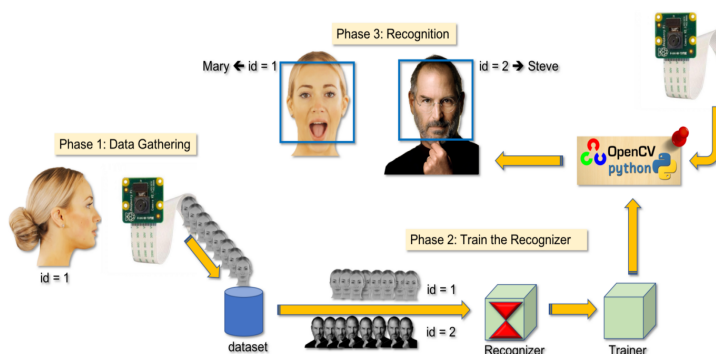 Phase 3: Recognition
Mary ← id = 1
id = 2 → Steve
Phase 1: Data Gathering
OpenCV
python
id = 1
Phase 2: Train the Recognizer
id = 1
id = 2
dataset
Recognizer
Trainer